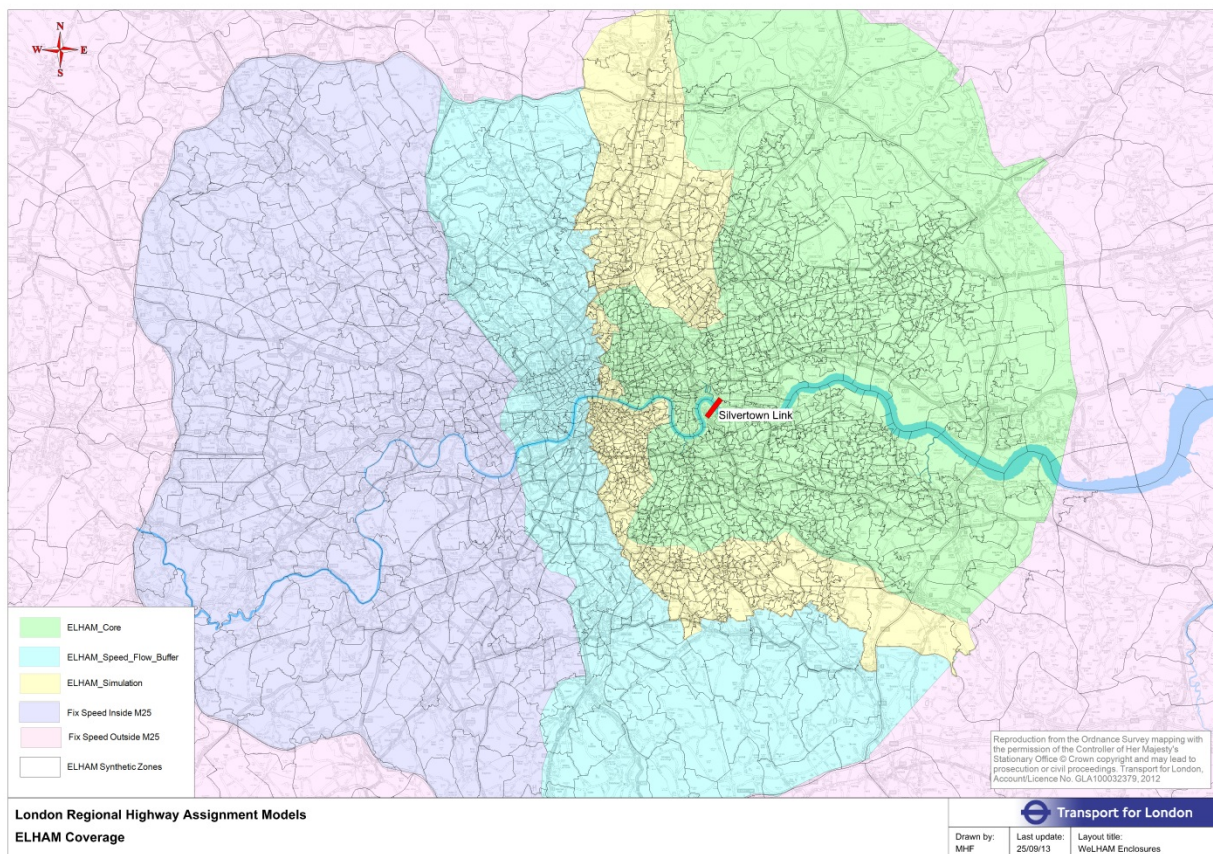 N
W E
S
Silvertown Link
ELHAM_Core
ELHAM_Speed_Flow_Buffer
ELHAM_Simulation
Fix Speed Inside M25
Fix Speed Outside M25
ELHAM Synthetic Zones
Reproduction from the Ordnance Survey mapping with
the permission of the Controller of Her Majesty's
Stationary Office © Crown copyright and may lead to
prosecution or civil proceedings. Transport for London,
Account/Licence No. GLA100032379, 2012
London Regional Highway Assignment Models
ELHAM Coverage
Transport for London
Drawn by: Last update: Layout title:
MHF 25/09/13 WeLHAM Enclosures